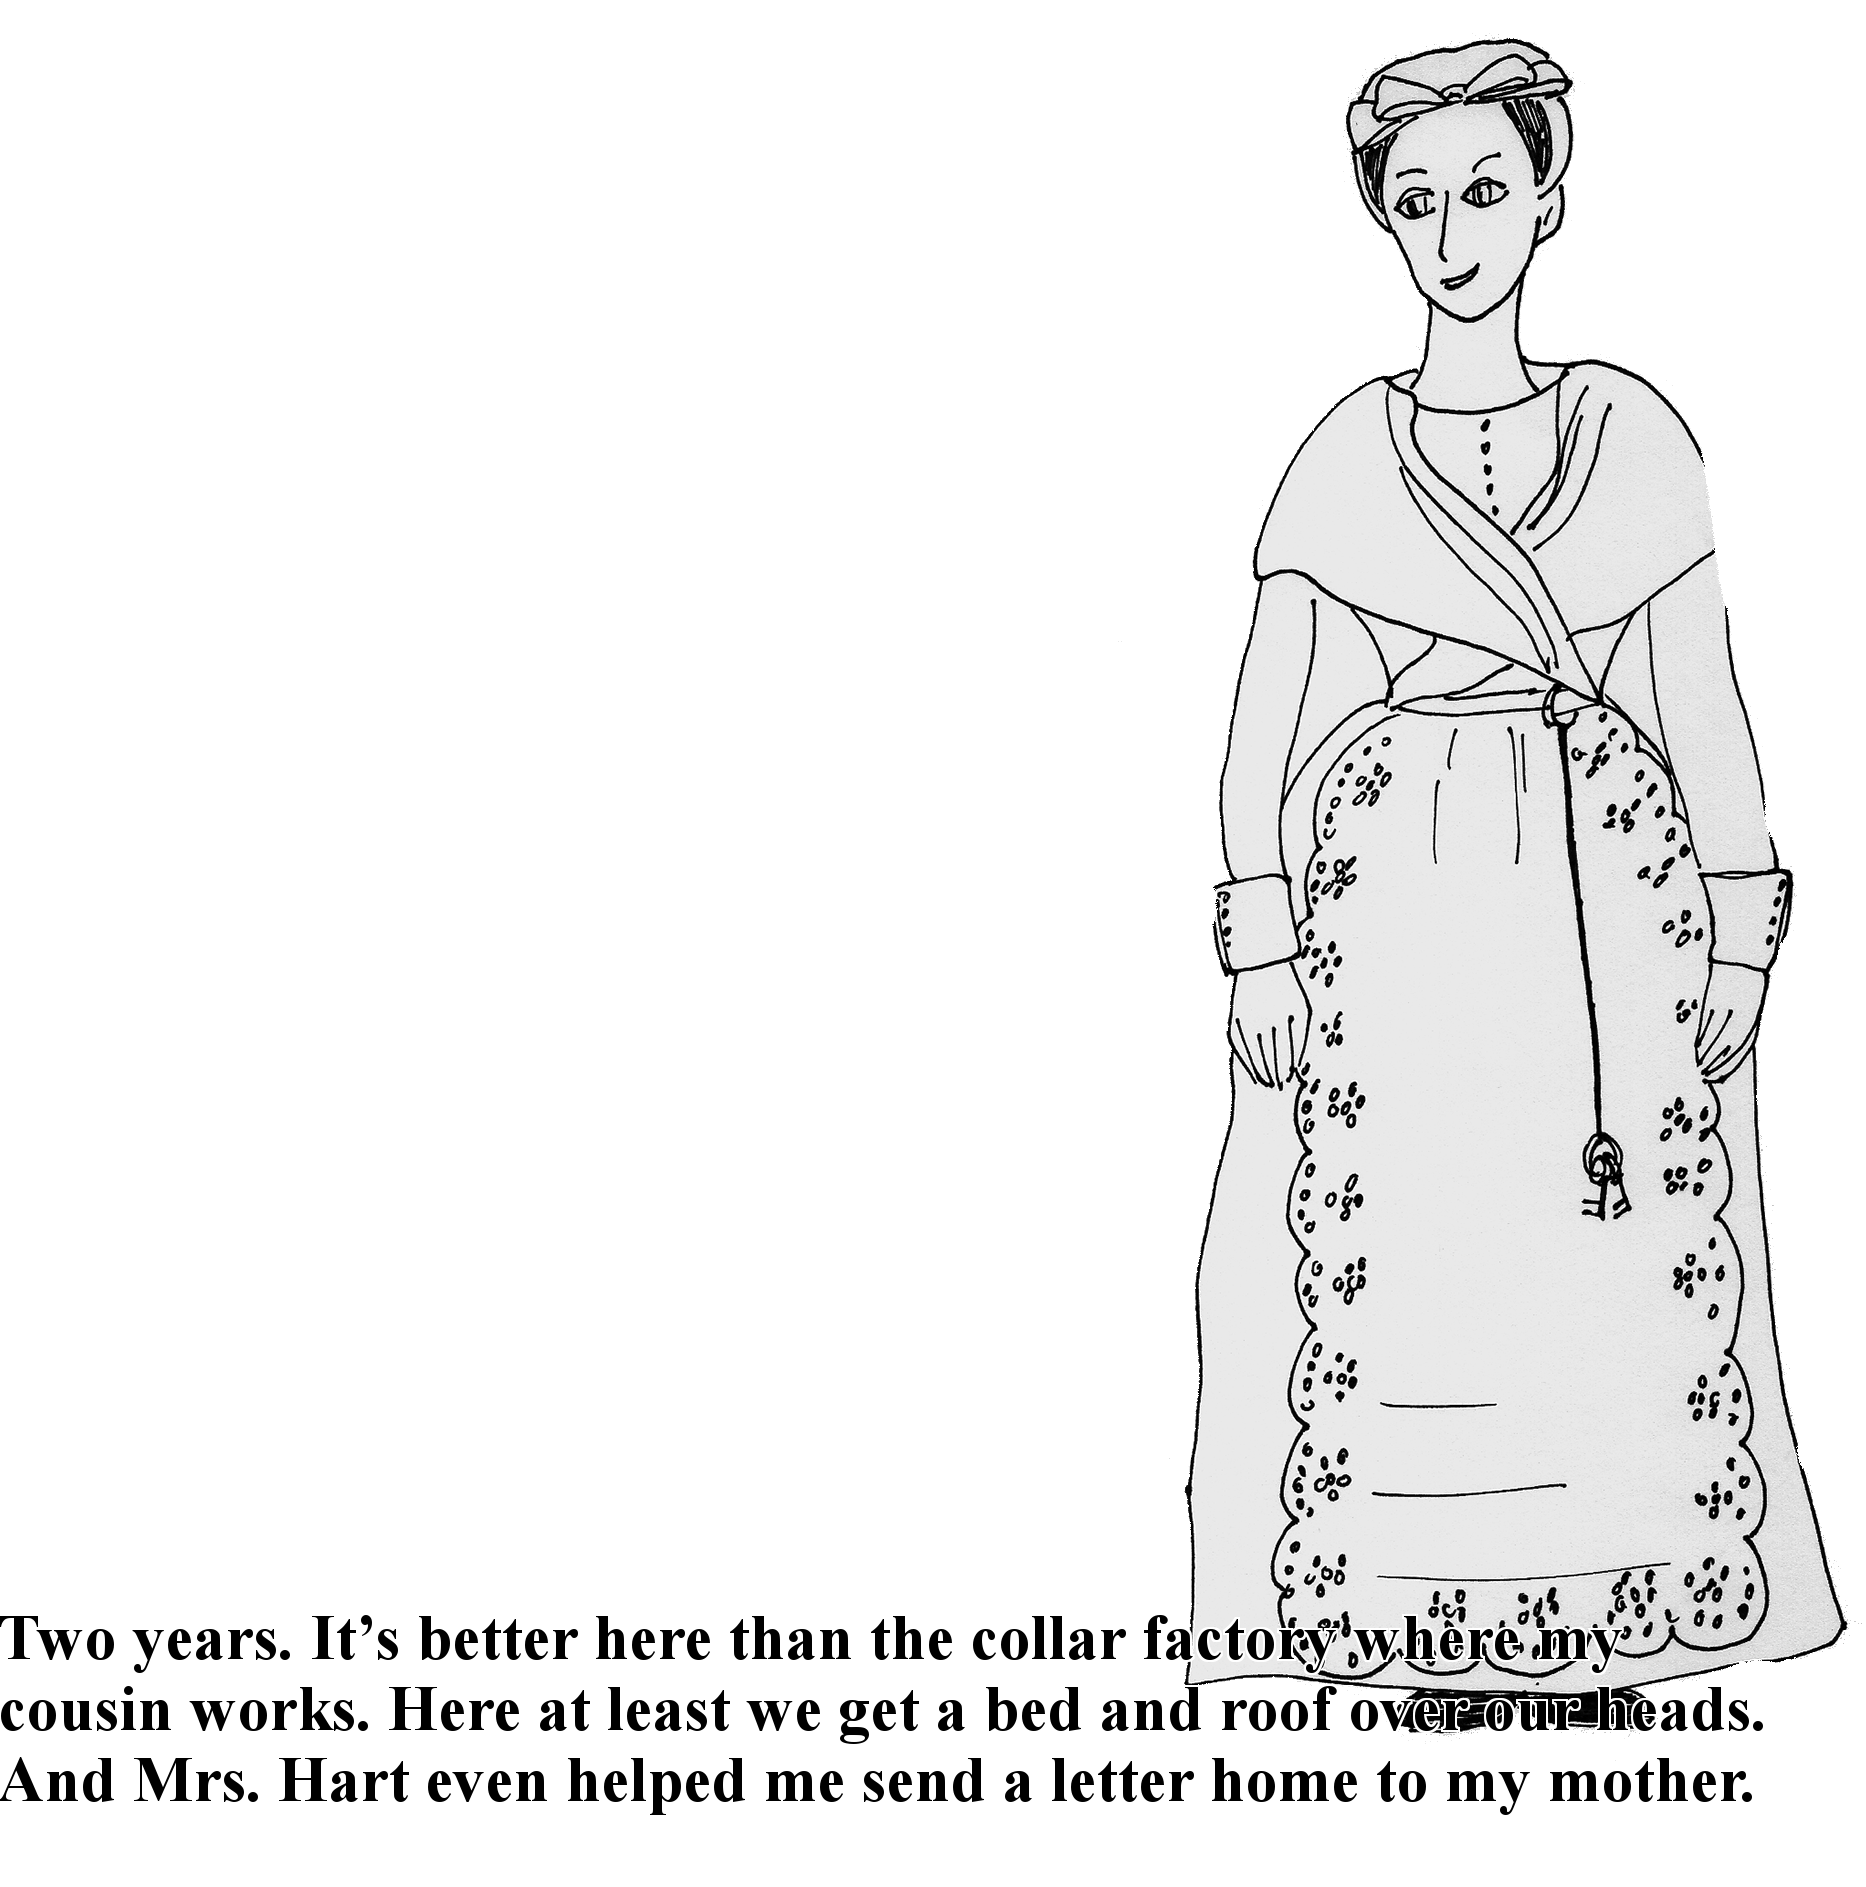 Two years. It’s better here than the collar factory where my
cousin works. Here at least we get a bed and roof over our heads.
And Mrs. Hart even helped me send a letter home to my mother.